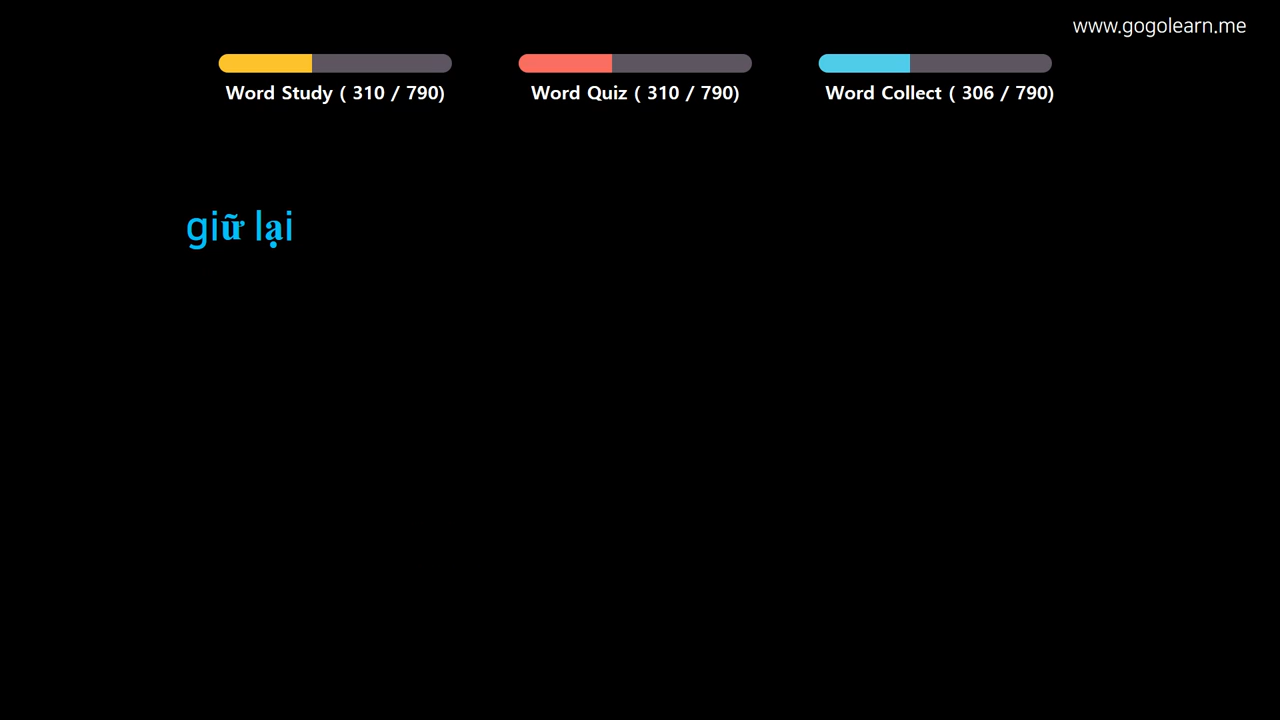 www.gogolearn.me
Word Study ( 310 / 790)
Word Quiz ( 310 / 790)
Word Collect ( 306 / 790)
giữ lại